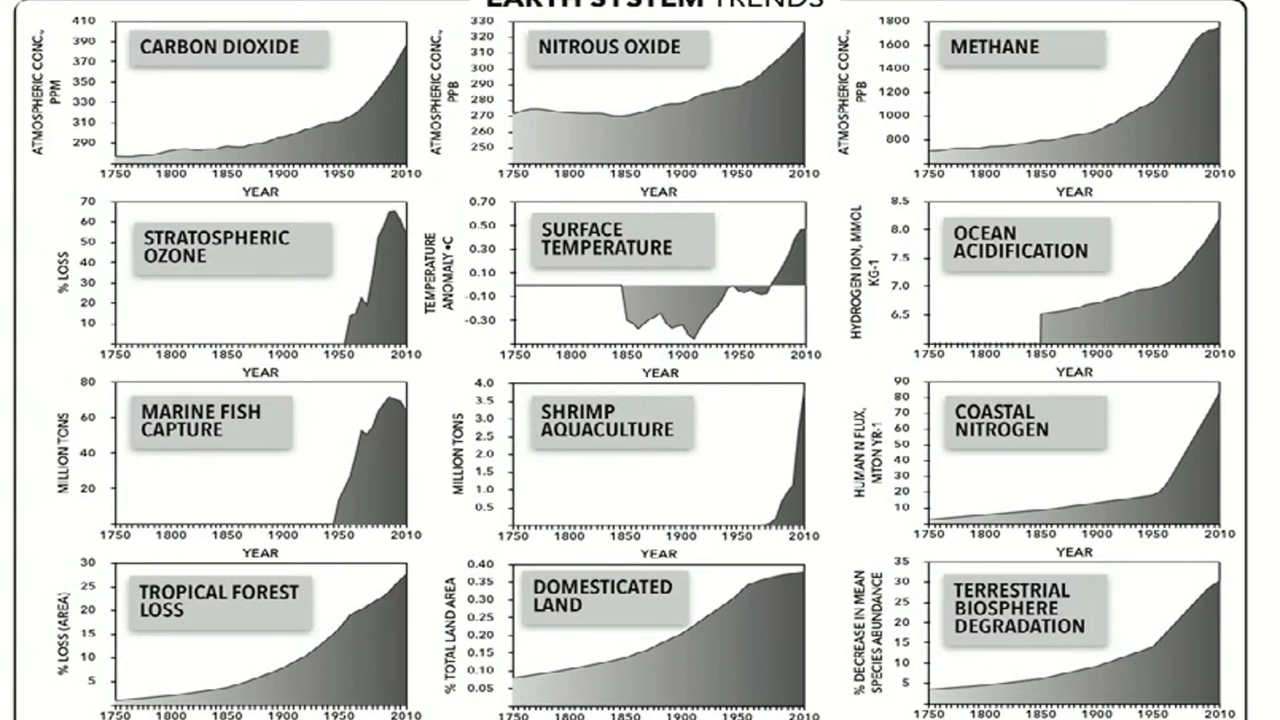 EARTH SYSTEM TRENDS
CARBON DIOXIDE
ATMOSPHERIC CONC.,
PPM
410
390
370
350
330
310
290
1750 1800 1850 1900 1950 2010
YEAR
NITROUS OXIDE
ATMOSPHERIC CONC.,
PPB
330
320
310
300
290
280
270
260
250
1750 1800 1850 1900 1950 2010
YEAR
METHANE
ATMOSPHERIC CONC.,
PPB
1800
1600
1400
1200
1000
800
1750 1800 1850 1900 1950 2010
YEAR
STRATOSPHERIC
OZONE
% LOSS
70
60
50
40
30
20
10
1750 1800 1850 1900 1950 2010
YEAR
SURFACE
TEMPERATURE
TEMPERATURE
ANOMALY •C
0.70
0.50
0.30
0.10
-0.10
-0.30
1750 1800 1850 1900 1950 2010
YEAR
OCEAN
ACIDIFICATION
HYDROGEN ION, MMOL
KG-1
8.5
8.0
7.5
7.0
6.5
1750 1800 1850 1900 1950 2010
YEAR
MARINE FISH
CAPTURE
MILLION TONS
80
60
40
20
1750 1800 1850 1900 1950 2010
YEAR
SHRIMP
AQUACULTURE
MILLION TONS
4.0
3.5
3.0
2.5
2.0
1.5
1.0
0.5
1750 1800 1850 1900 1950 2010
YEAR
COASTAL
NITROGEN
HUMAN N FLUX,
MTON YR-1
90
80
70
60
50
40
30
20
10
1750 1800 1850 1900 1950 2010
YEAR
TROPICAL FOREST
LOSS
% LOSS (AREA)
30
25
20
15
10
5
1750 1800 1850 1900 1950 2010
DOMESTICATED
LAND
% TOTAL LAND AREA
0.40
0.35
0.30
0.25
0.20
0.15
0.10
0.05
1750 1800 1850 1900 1950 2010
TERRESTRIAL
BIOSPHERE
DEGRADATION
% DECREASE IN MEAN
SPECIES ABUNDANCE
35
30
25
20
15
10
5
1750 1800 1850 1900 1950 2010